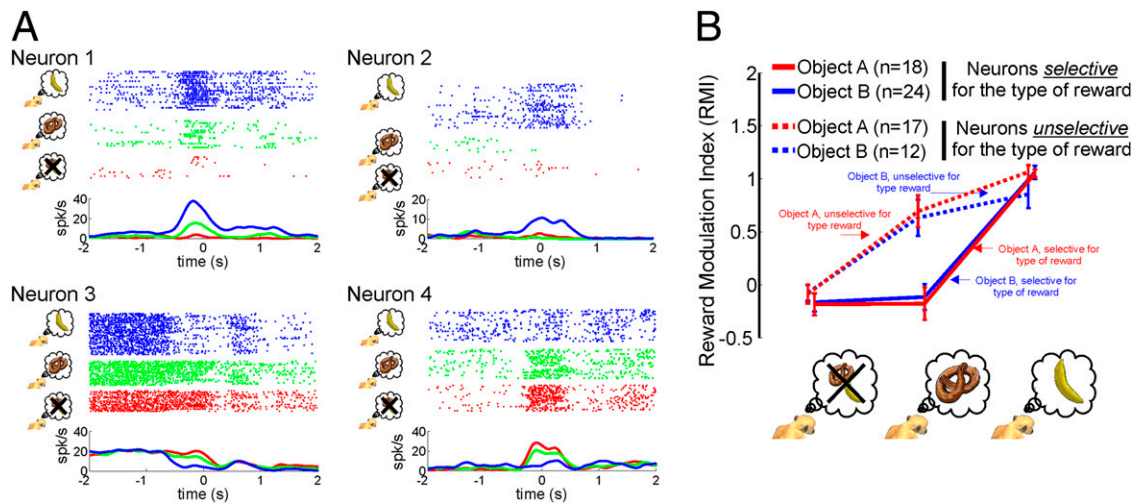 A
Neuron 1
40
20
0
spk/s
-2
-1
0
1
2
time (s)
Neuron 2
20
10
0
spk/s
-2
-1
0
1
2
time (s)
Neuron 3
40
20
0
spk/s
-2
-1
0
1
2
time (s)
Neuron 4
40
20
0
spk/s
-2
-1
0
1
2
time (s)
B
Reward Modulation Index (RMI)
2
1.5
1
0.5
0
-0.5
Object A (n=18)
Object B (n=24)
Neurons selective
for the type of reward
Object A (n=17)
Object B (n=12)
Neurons unselective
for the type of reward
Object B, unselective for
type reward
Object A, unselective for
type reward
Object A, selective for
type of reward
Object B, selective for
type of reward